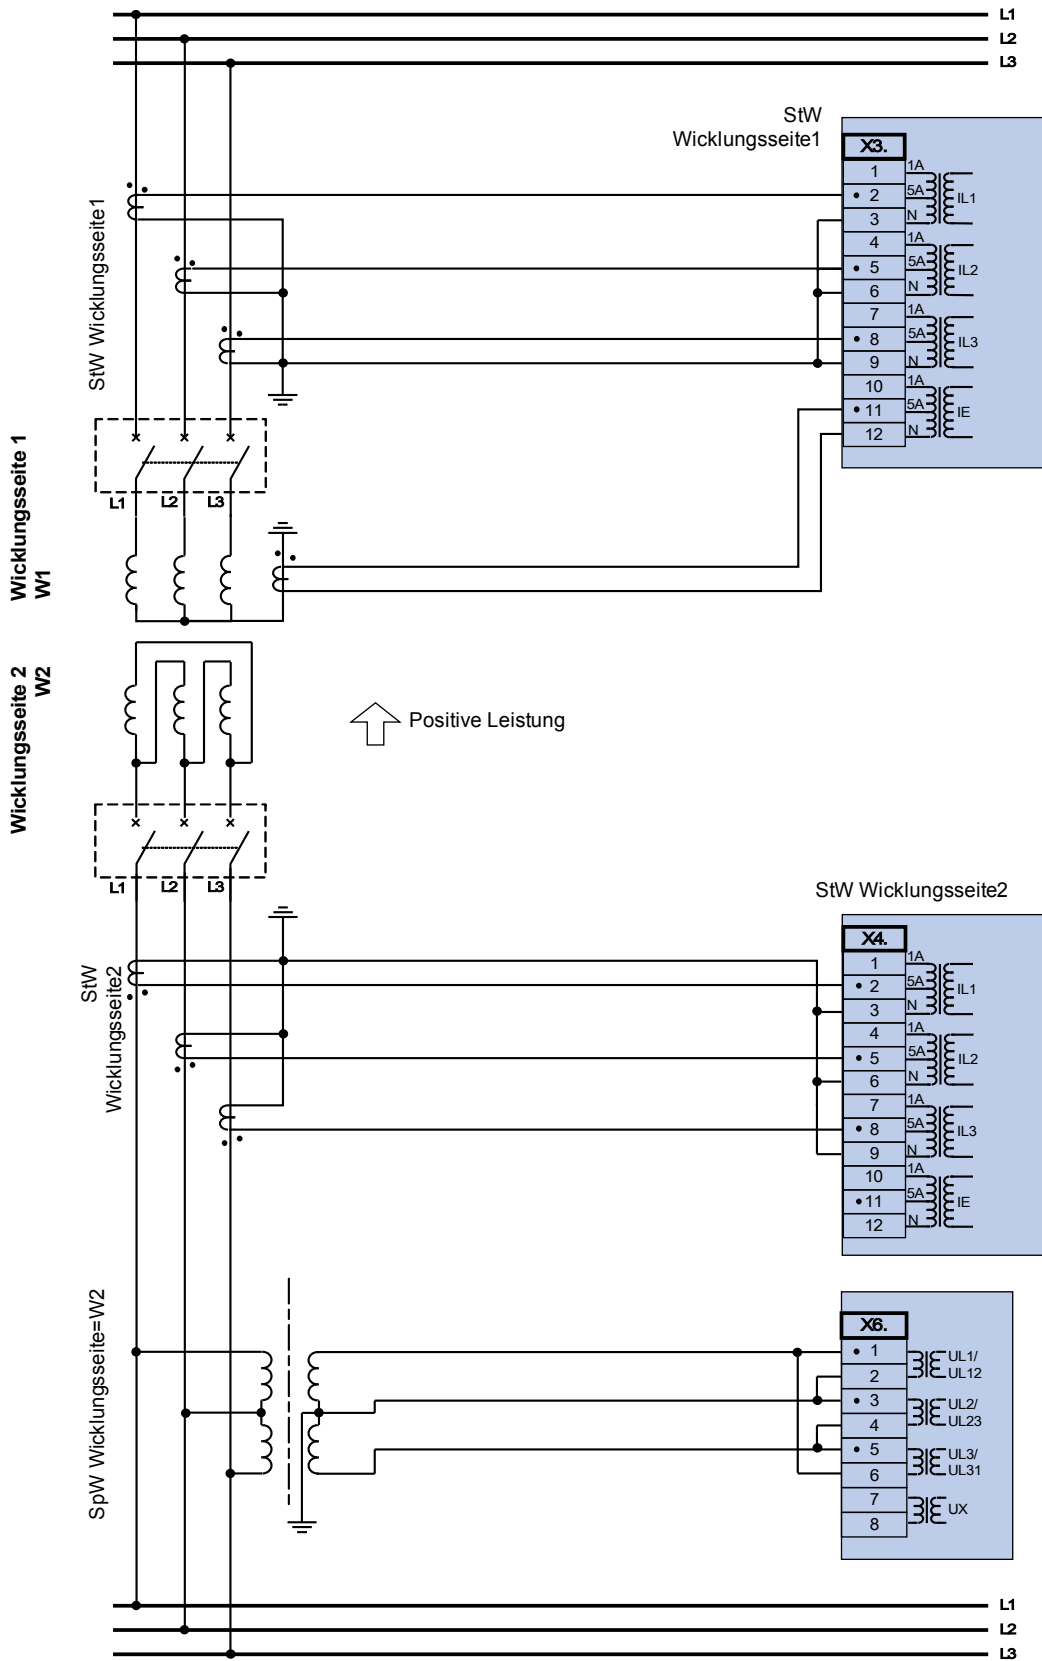 L1
L2
L3
StW
Wicklungsseite1
X3.
1
2
3
4
5
6
7
8
9
10
11
12
1A
5A
N
IL1
1A
5A
N
IL2
1A
5A
N
IL3
1A
5A
N
IE
StW Wicklungsseite1
L1
L2
L3
Wicklungsseite 1
W1
Wicklungsseite 2
W2
Positive Leistung
L1
L2
L3
StW Wicklungsseite2
X4.
1
2
3
4
5
6
7
8
9
10
11
12
1A
5A
N
IL1
1A
5A
N
IL2
1A
5A
N
IL3
1A
5A
N
IE
StW
Wicklungsseite2
SpW Wicklungsseite=W2
X6.
1
2
3
4
5
6
7
8
UL1/
UL12
UL2/
UL23
UL3/
UL31
UX
L1
L2
L3